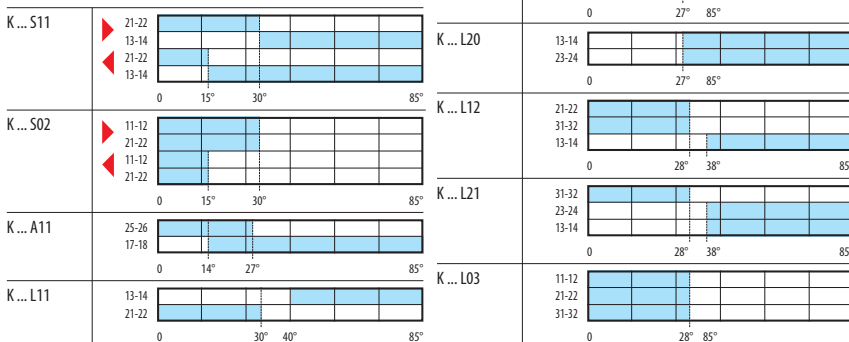 K ... S11
21-22
13-14
21-22
13-14
0 15° 30° 85°
K ... S02
11-12
21-22
11-12
21-22
0 15° 30° 85°
K ... A11
25-26
17-18
0 14° 27° 85°
K ... L11
13-14
21-22
0 30° 40° 85°
0 27° 85°
K ... L20
13-14
23-24
0 27° 85°
K ... L12
21-22
31-32
13-14
0 28° 38° 85
K ... L21
31-32
23-24
13-14
0 28° 38° 85
K ... L03
11-12
21-22
31-32
0 28° 85°